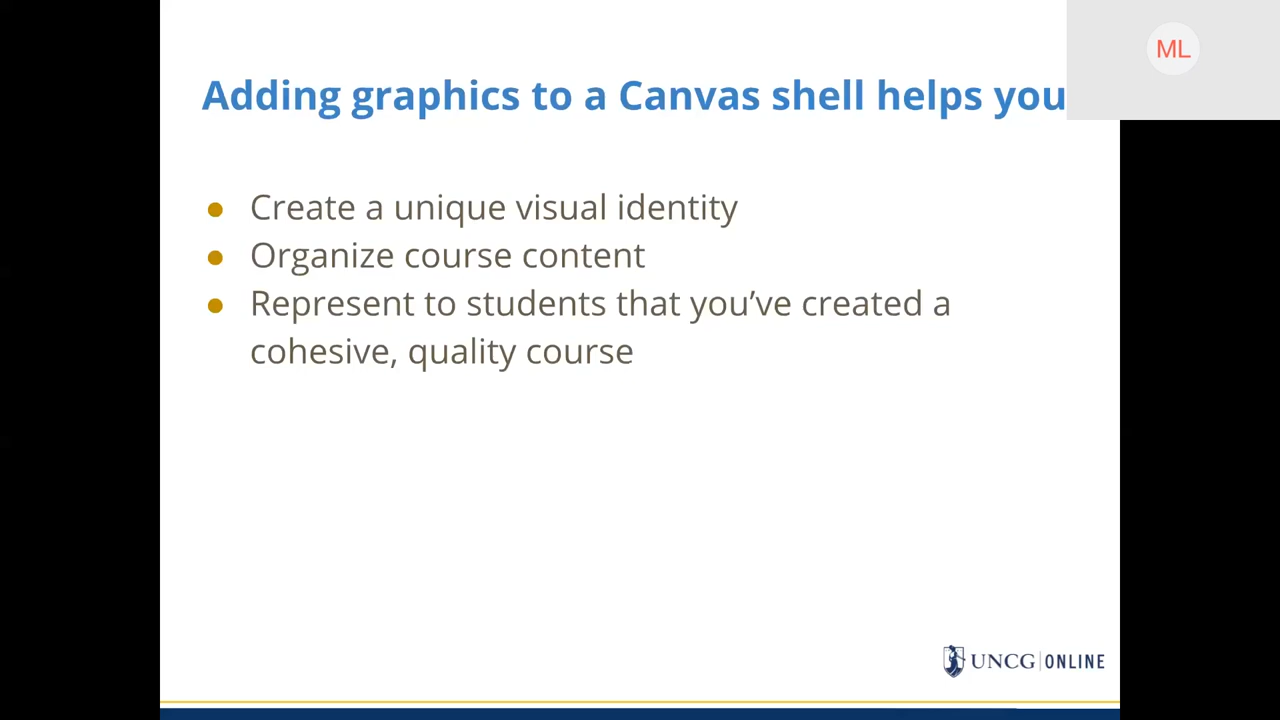 ML
Adding graphics to a Canvas shell helps you
● Create a unique visual identity
● Organize course content
● Represent to students that you’ve created a
cohesive, quality course
UNCG | ONLINE